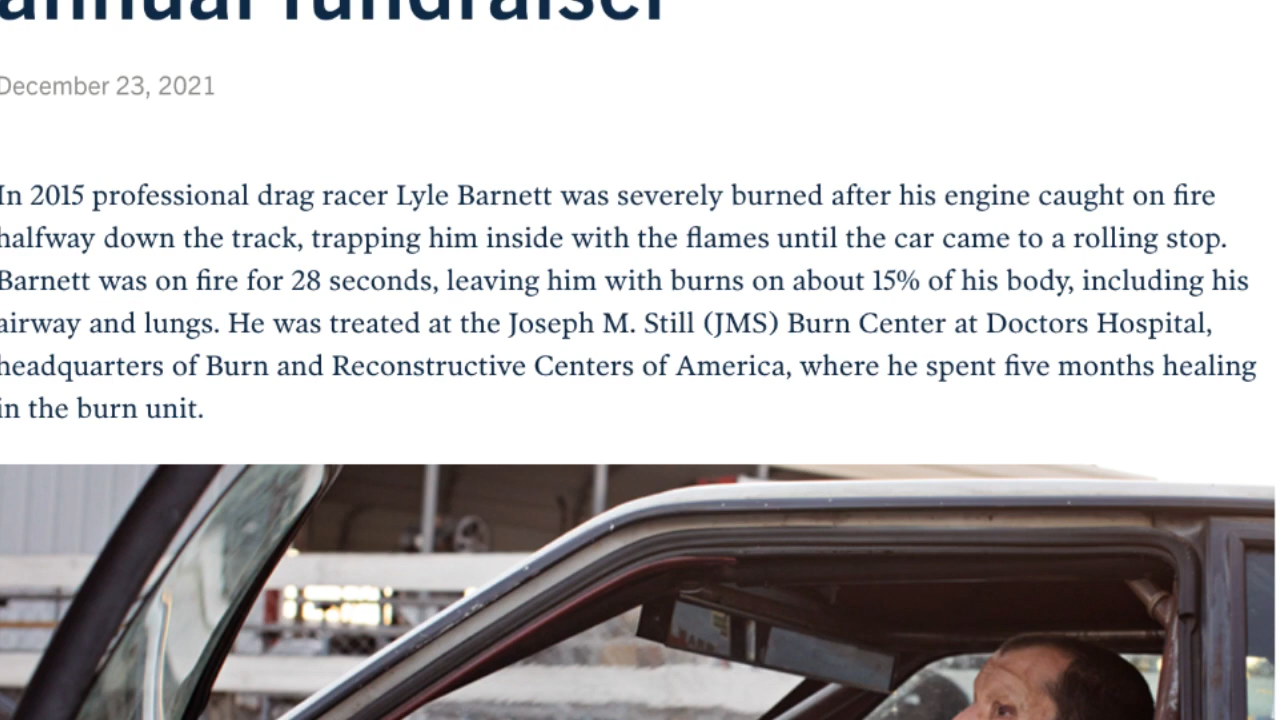 annual fundraiser
December 23, 2021
In 2015 professional drag racer Lyle Barnett was severely burned after his engine caught on fire
halfway down the track, trapping him inside with the flames until the car came to a rolling stop.
Barnett was on fire for 28 seconds, leaving him with burns on about 15% of his body, including his
airway and lungs. He was treated at the Joseph M. Still (JMS) Burn Center at Doctors Hospital,
headquarters of Burn and Reconstructive Centers of America, where he spent five months healing
in the burn unit.